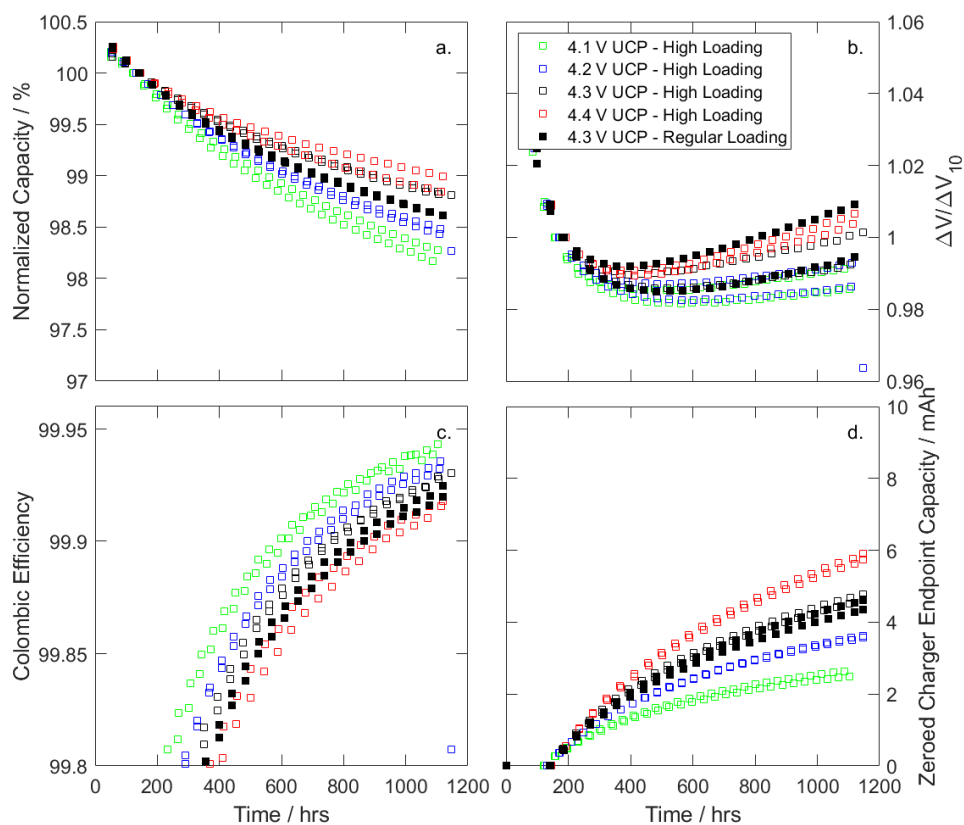 100.5
100
99.5
99
98.5
98
97.5
97
Normalized Capacity / %
a.
4.1 V UCP - High Loading
4.2 V UCP - High Loading
4.3 V UCP - High Loading
4.4 V UCP - High Loading
4.3 V UCP - Regular Loading
b.
1.06
1.04
1.02
1
0.98
0.96
ΔV/ΔV10
99.95
99.9
99.85
99.8
Colombic Efficiency
c.
0
200
400
600
800
1000
1200
Time / hrs
d.
10
8
6
4
2
0
Zeroed Charger Endpoint Capacity / mAh
0
200
400
600
800
1000
1200
Time / hrs